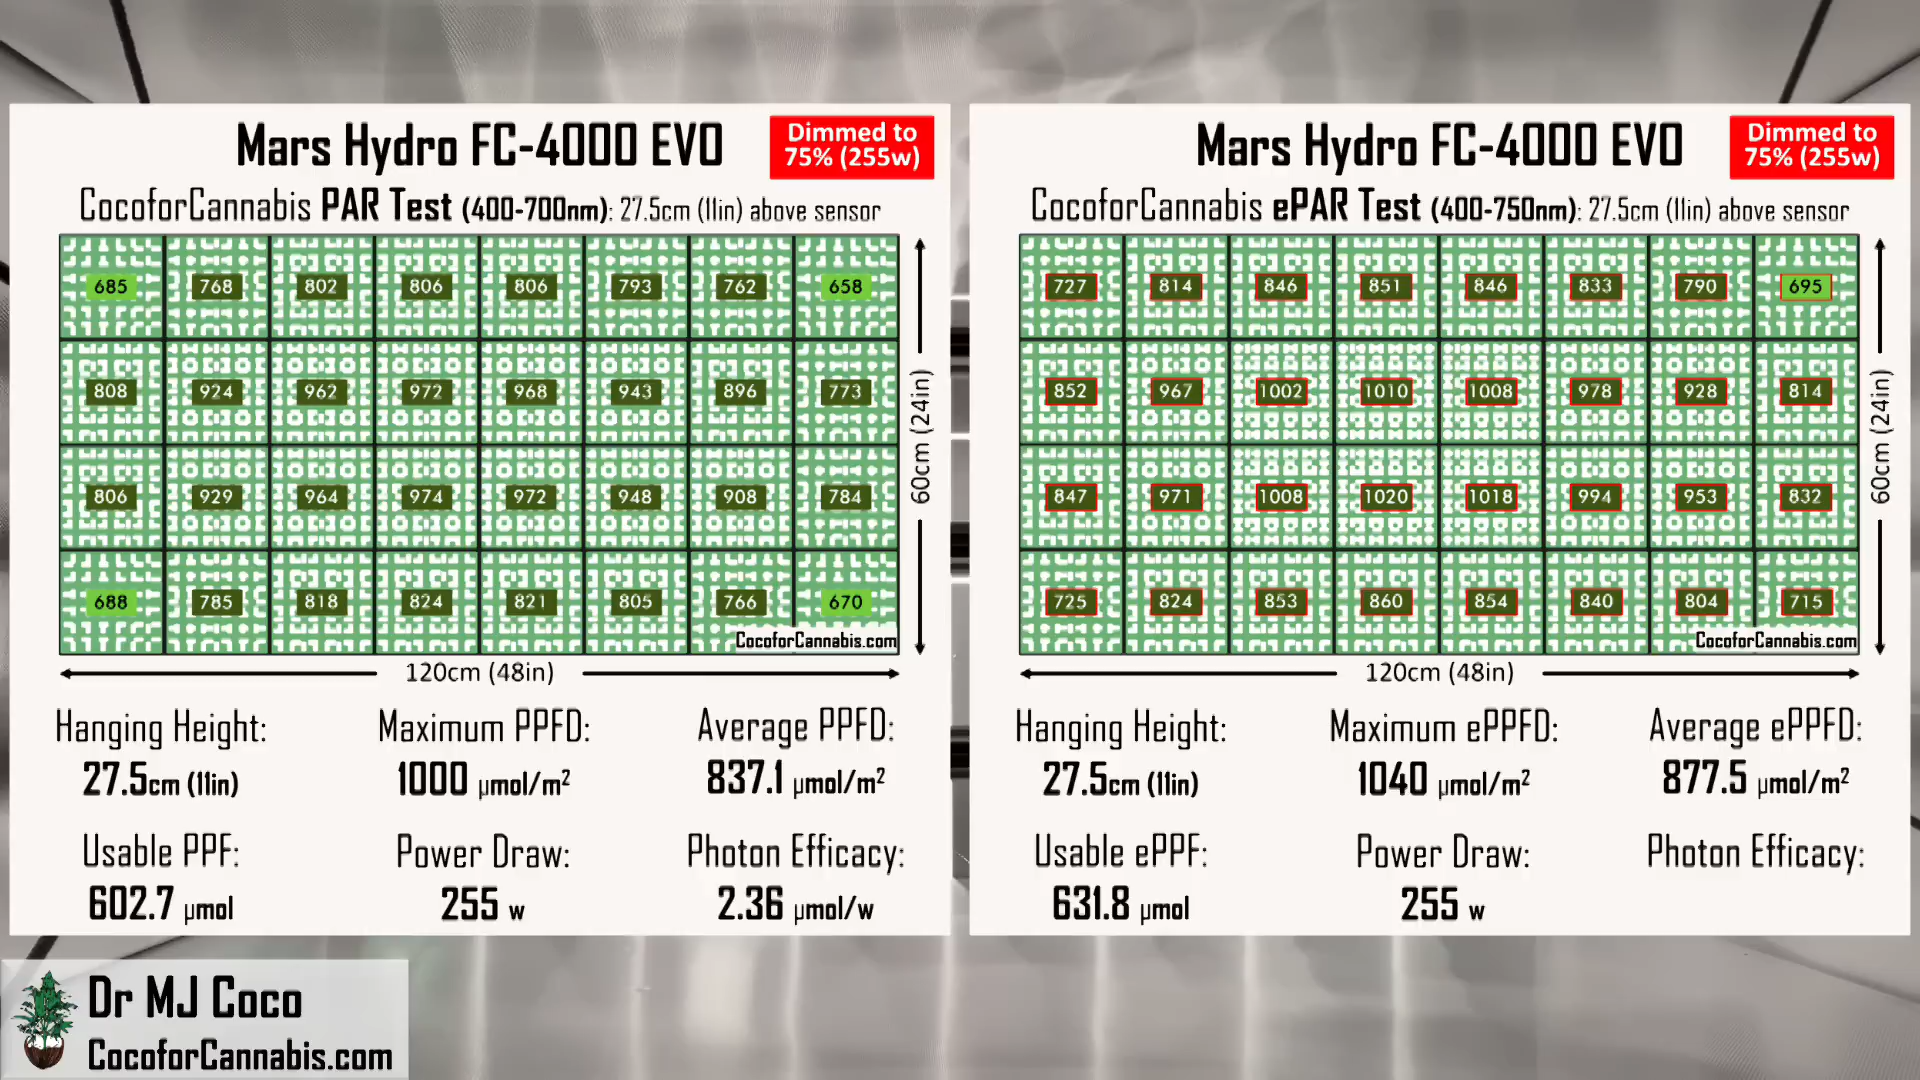 Mars Hydro FC-4000 EVO
Dimmed to
75% (255w)
CocoforCannabis PAR Test (400-700nm): 27.5cm (11in) above sensor
685 768 802 806 806 793 762 658
808 924 962 972 968 943 896 773
806 929 964 974 972 948 908 784
688 785 818 824 821 805 766 670
CocoforCannabis.com
60cm (24in)
120cm (48in)
Hanging Height: Maximum PPFD: Average PPFD:
27.5cm (11in) 1000 µmol/m² 837.1 µmol/m²
Usable PPF: Power Draw: Photon Efficacy:
602.7 µmol 255 w 2.36 µmol/w
Mars Hydro FC-4000 EVO
Dimmed to
75% (255w)
CocoforCannabis ePAR Test (400-750nm): 27.5cm (11in) above sensor
727 814 846 851 846 833 790 695
852 967 1002 1010 1008 978 928 814
847 971 1008 1020 1018 994 953 832
725 824 853 860 854 840 804 715
CocoforCannabis.com
60cm (24in)
120cm (48in)
Hanging Height: Maximum ePPFD: Average ePPFD:
27.5cm (11in) 1040 µmol/m² 877.5 µmol/m²
Usable ePPF: Power Draw: Photon Efficacy:
631.8 µmol 255 w
Dr MJ Coco
CocoforCannabis.com